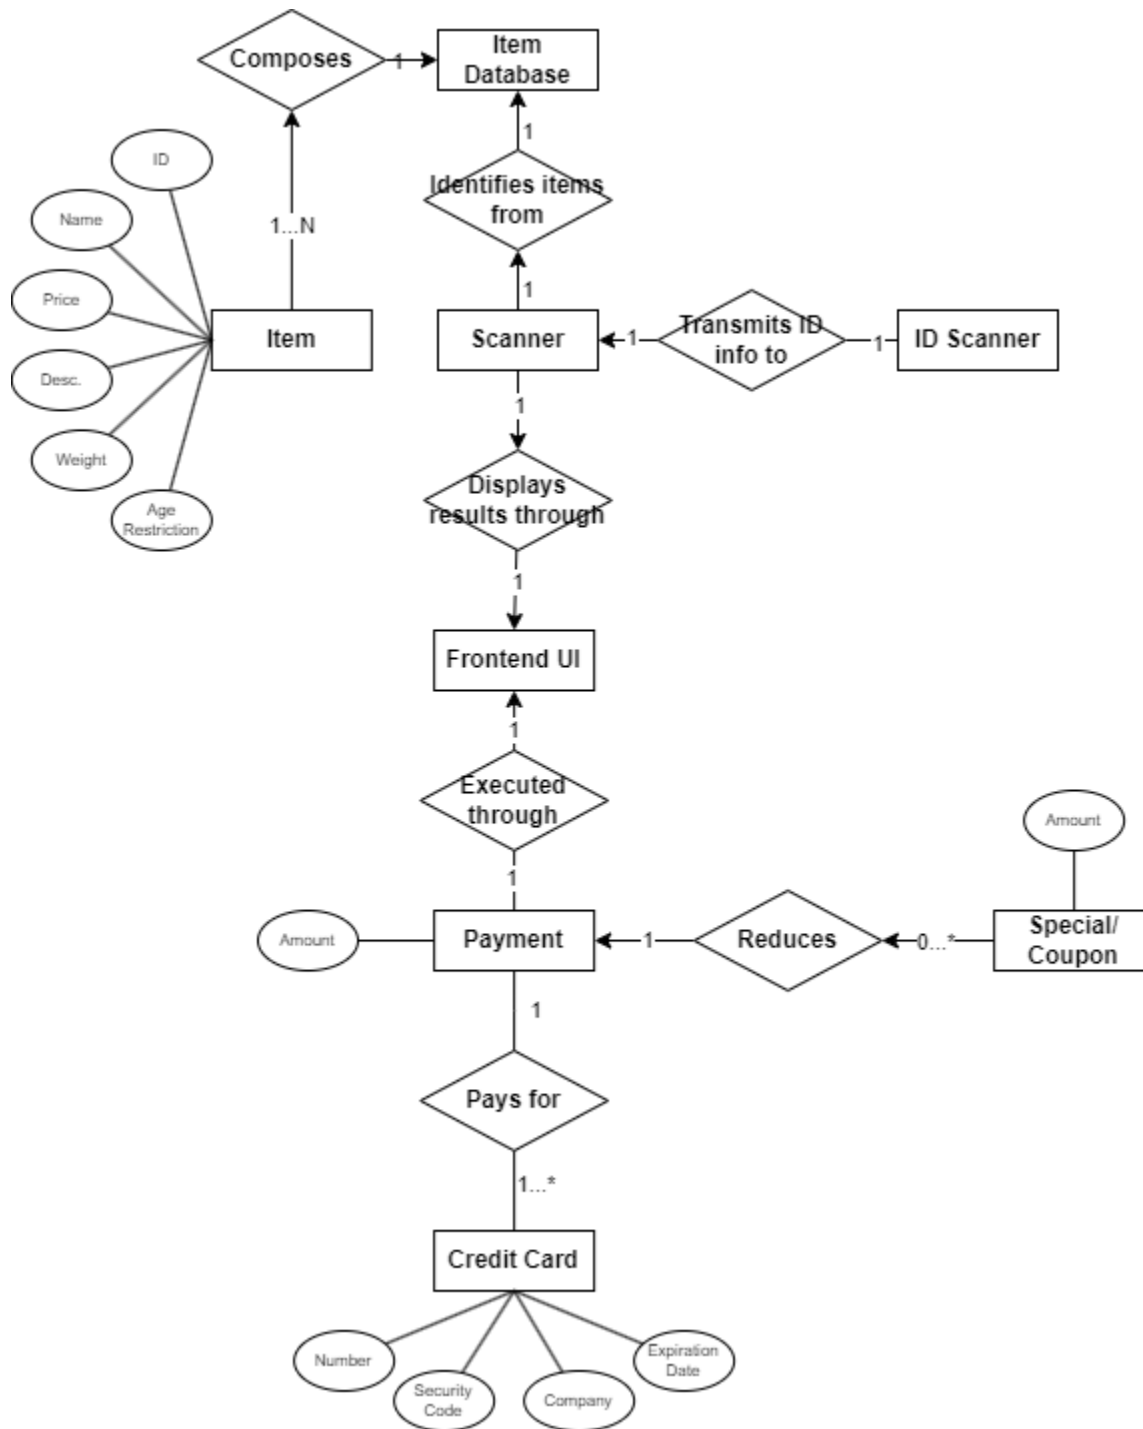 Composes
1
Item
Database
1
ID
Identifies items
from
Name
1...N
1
Price
Item
Scanner
1
Transmits ID
info to
1
ID Scanner
Desc.
1
Weight
Displays
results through
Age
Restriction
1
Frontend UI
1
Executed
through
Amount
1
Amount
Payment
1
Reduces
0...*
Special/
Coupon
1
Pays for
1...*
Credit Card
Number
Security
Code
Company
Expiration
Date